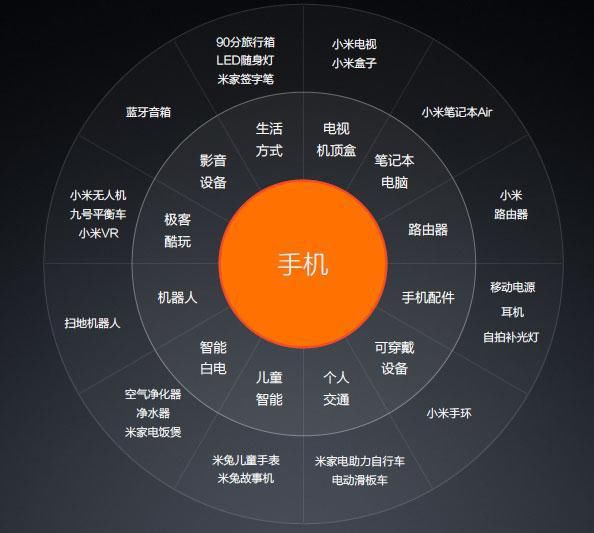 手机
电视
机顶盒
小米电视
小米盒子
笔记本
电脑
小米笔记本Air
路由器
小米
路由器
手机配件
移动电源
耳机
自拍补光灯
可穿戴
设备
小米手环
个人
交通
米家电助力自行车
电动滑板车
儿童
智能
米兔儿童手表
米兔故事机
智能
白电
空气净化器
净水器
米家电饭煲
机器人
扫地机器人
极客
酷玩
小米无人机
九号平衡车
小米VR
影音
设备
蓝牙音箱
生活
方式
90分旅行箱
LED随身灯
米家签字笔